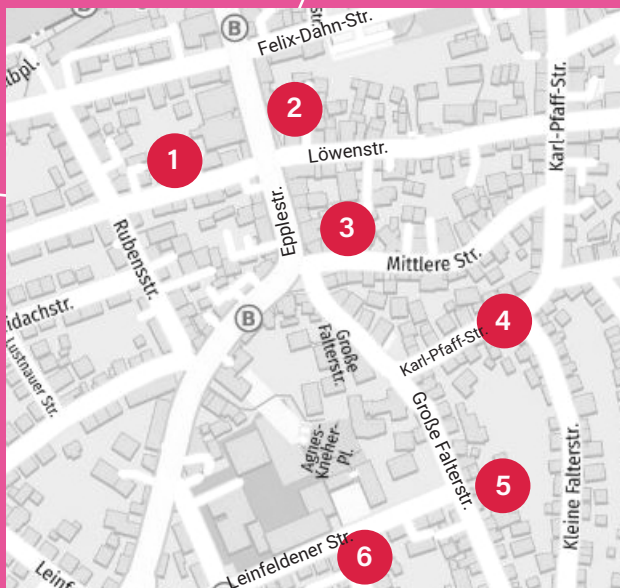 B
Felix-Dahn-Str.
Karl-Pfaff-Str.
2
1
Löwenstr.
Epplestr.
Rubensstr.
3
Mittlere Str.
B
4
Karl-Pfaff-Str.
Große
Falterstr.
Lustnauer Str.
Große Falterstr.
Agnes-
Kneher-
Pl.
5
Kleine Falterstr.
Leinfeldener Str.
6